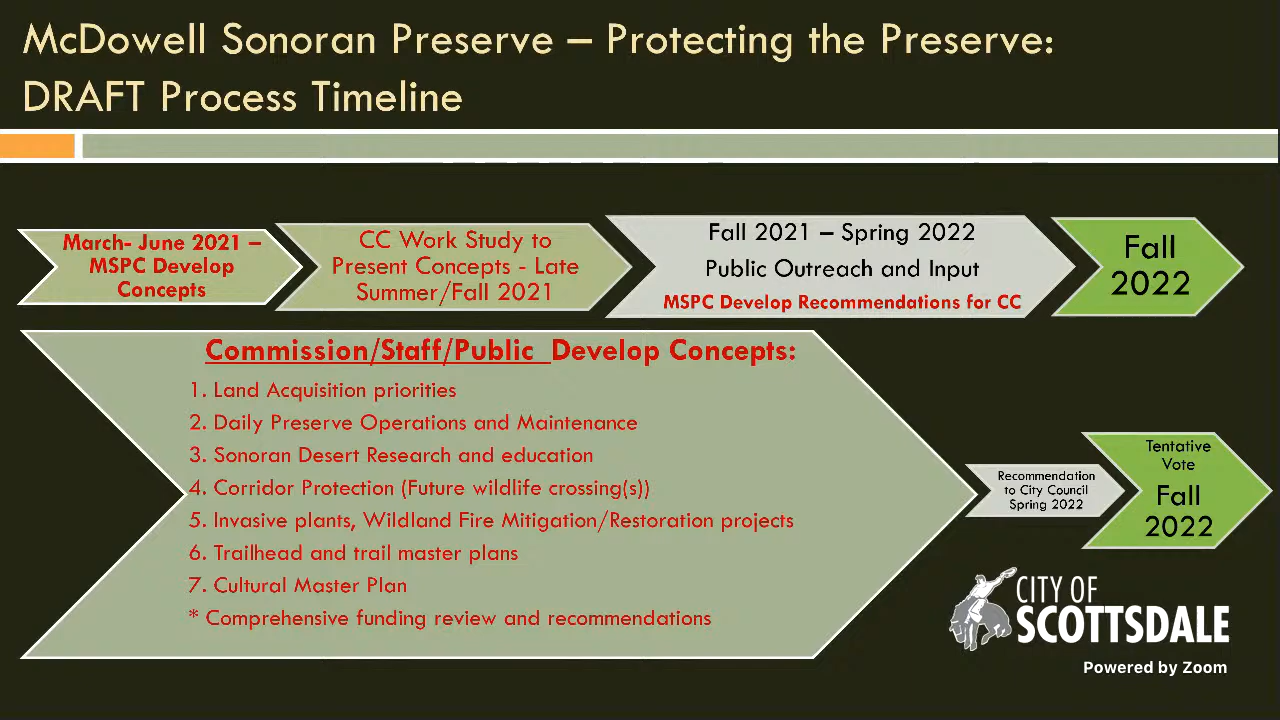 McDowell Sonoran Preserve – Protecting the Preserve:
DRAFT Process Timeline
March- June 2021 –
MSPC Develop
Concepts
CC Work Study to
Present Concepts - Late
Summer/Fall 2021
Fall 2021 – Spring 2022
Public Outreach and Input
MSPC Develop Recommendations for CC
Fall
2022
Commission/Staff/Public Develop Concepts:
1. Land Acquisition priorities
2. Daily Preserve Operations and Maintenance
3. Sonoran Desert Research and education
4. Corridor Protection (Future wildlife crossing(s))
5. Invasive plants, Wildland Fire Mitigation/Restoration projects
6. Trailhead and trail master plans
7. Cultural Master Plan
* Comprehensive funding review and recommendations
Recommendation
to City Council
Spring 2022
Tentative
Vote
Fall
2022
CITY OF
SCOTTSDALE
Powered by Zoom